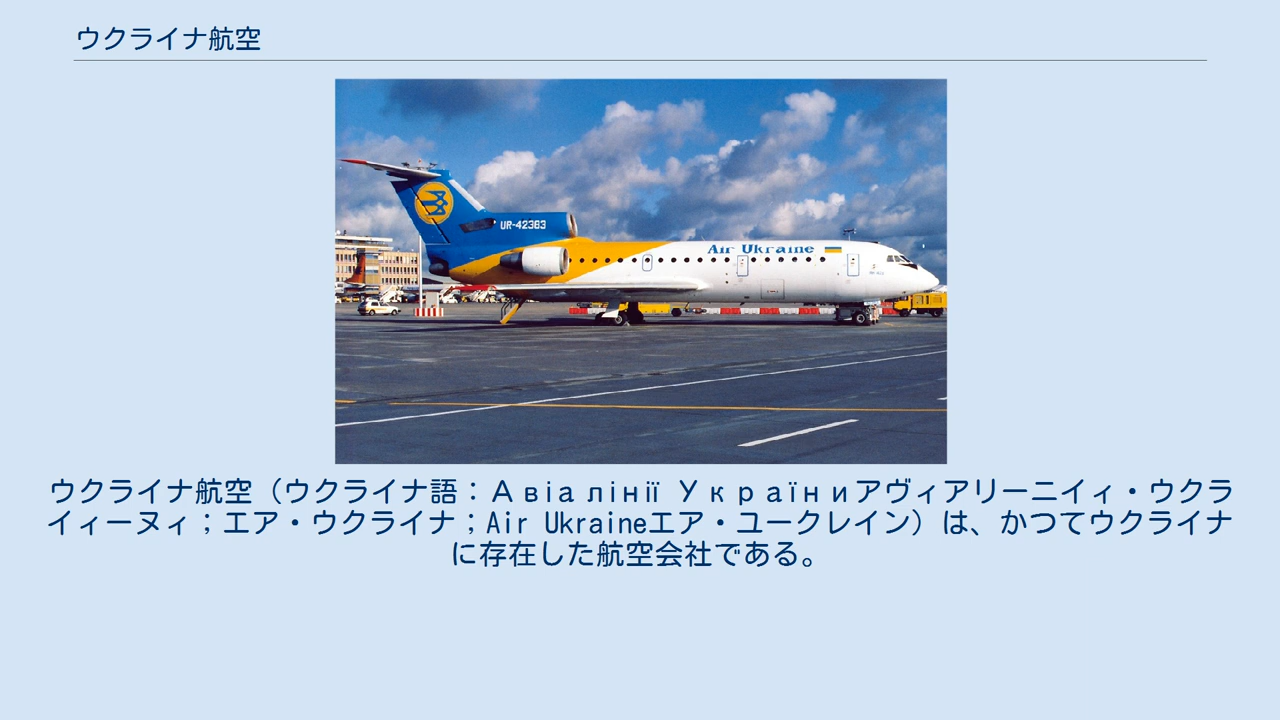 ウクライナ航空
UR-42383
Air Ukraine
ウクライナ航空（ウクライナ語：Авіалінії Україниアヴィアリーニイィ・ウクラ
イィーヌィ；エア・ウクライナ；Air Ukraineエア・ユークレイン）は、かつてウクライナ
に存在した航空会社である。